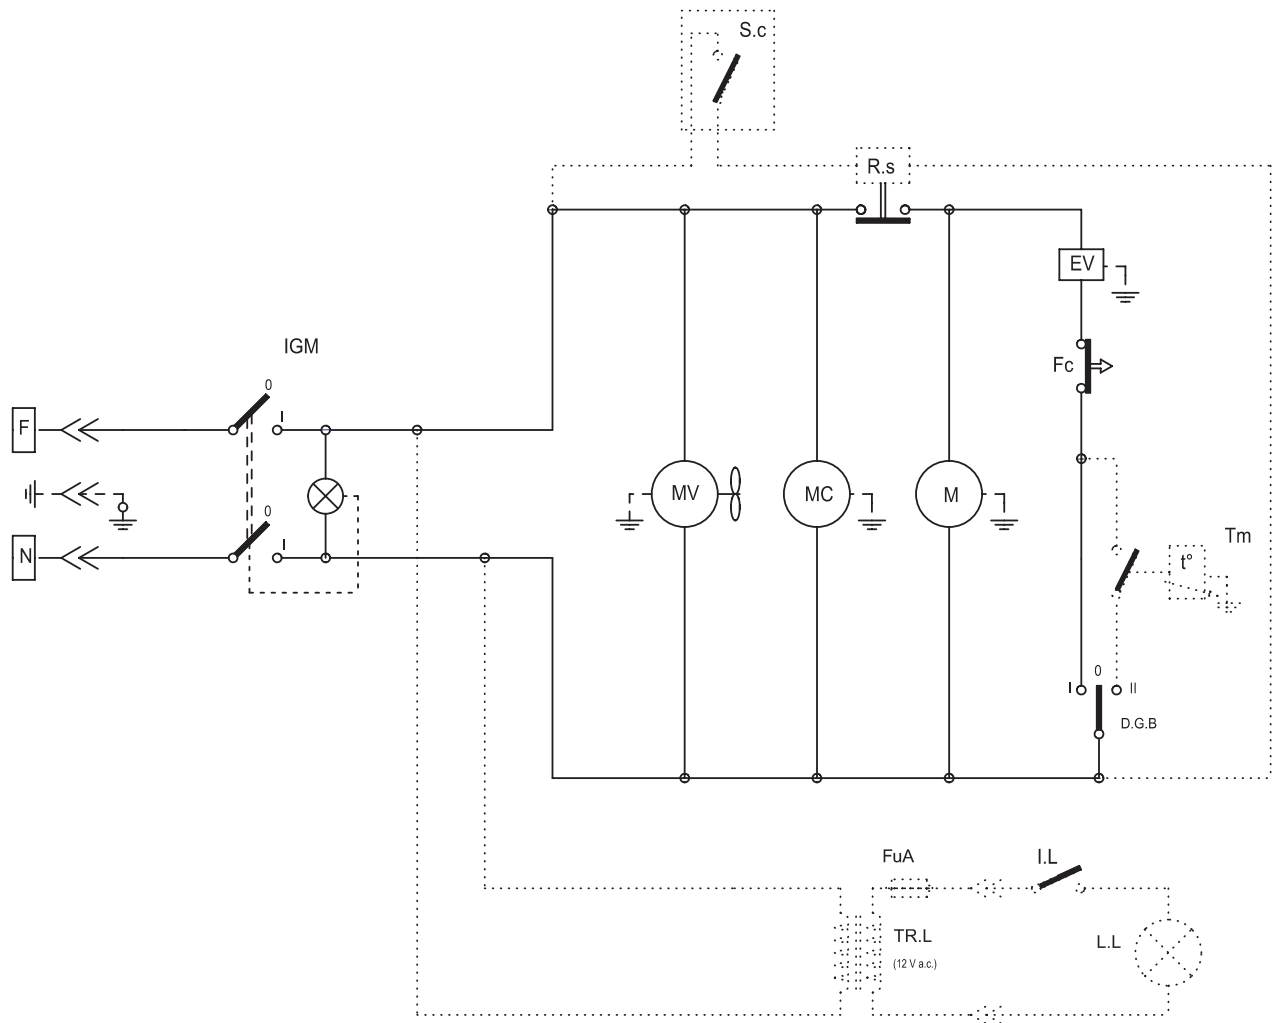 S.c
R.s
EV
IGM
Fc
0
I
F
MV
MC
M
0
I
N
Tm
t°
0
I
II
D.G.B
FuA
I.L
TR.L
L.L
(12 V a.c.)